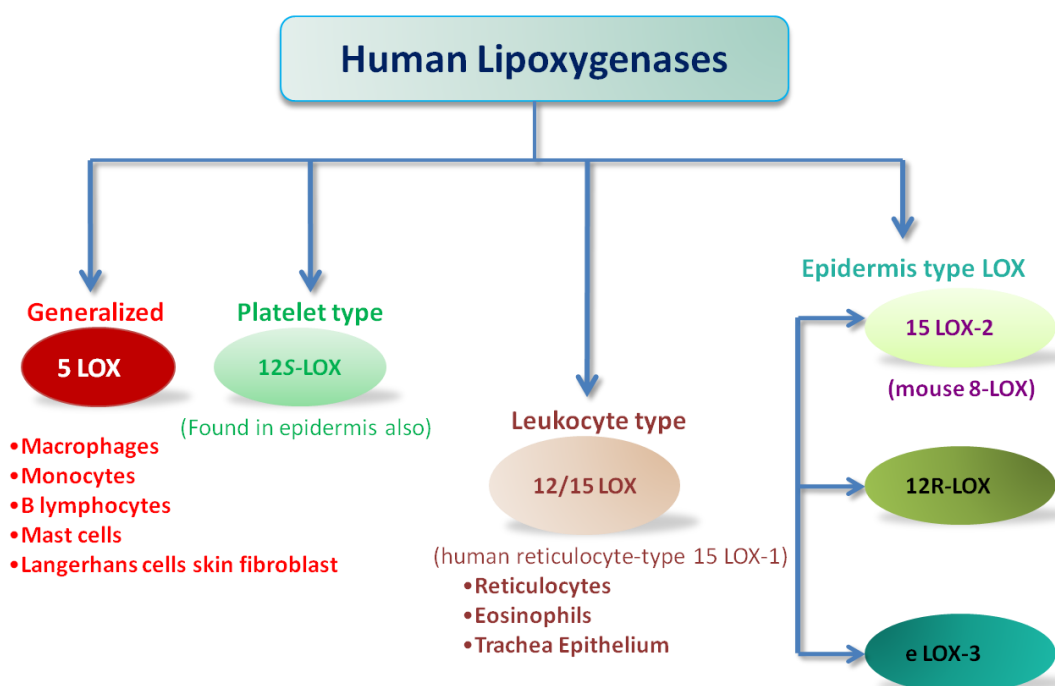 Human Lipoxygenases
Generalized
5 LOX
•Macrophages
•Monocytes
•B lymphocytes
•Mast cells
•Langerhans cells skin fibroblast
Platelet type
12S-LOX
(Found in epidermis also)
Leukocyte type
12/15 LOX
(human reticulocyte-type 15 LOX-1)
•Reticulocytes
•Eosinophils
•Trachea Epithelium
Epidermis type LOX
15 LOX-2
(mouse 8-LOX)
12R-LOX
e LOX-3